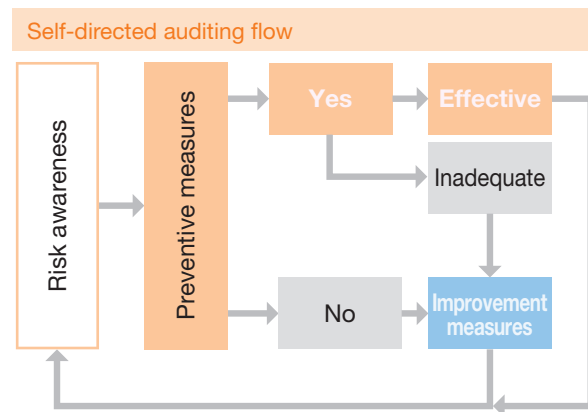 Self-directed auditing flow
Risk awareness
Preventive measures
Yes
Effective
Inadequate
No
Improvement
measures